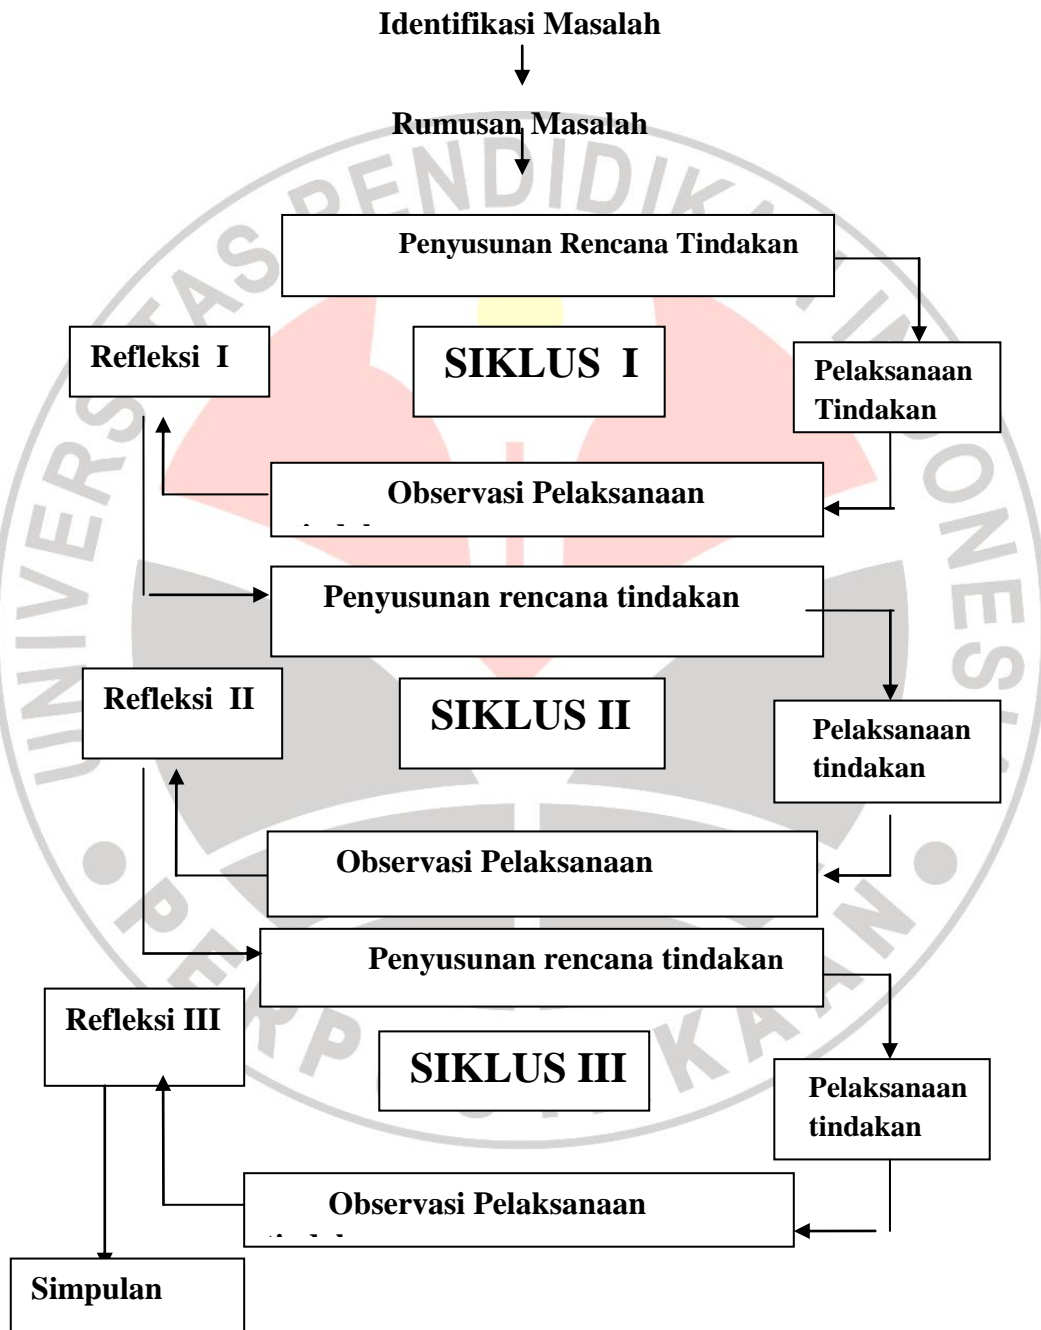 Identifikasi Masalah
Rumusan Masalah
Penyusunan Rencana Tindakan
Refleksi I
SIKLUS I
Pelaksanaan
Tindakan
Observasi Pelaksanaan
Penyusunan rencana tindakan
Refleksi II
SIKLUS II
Pelaksanaan
tindakan
Observasi Pelaksanaan
Penyusunan rencana tindakan
Refleksi III
SIKLUS III
Pelaksanaan
tindakan
Observasi Pelaksanaan
Simpulan